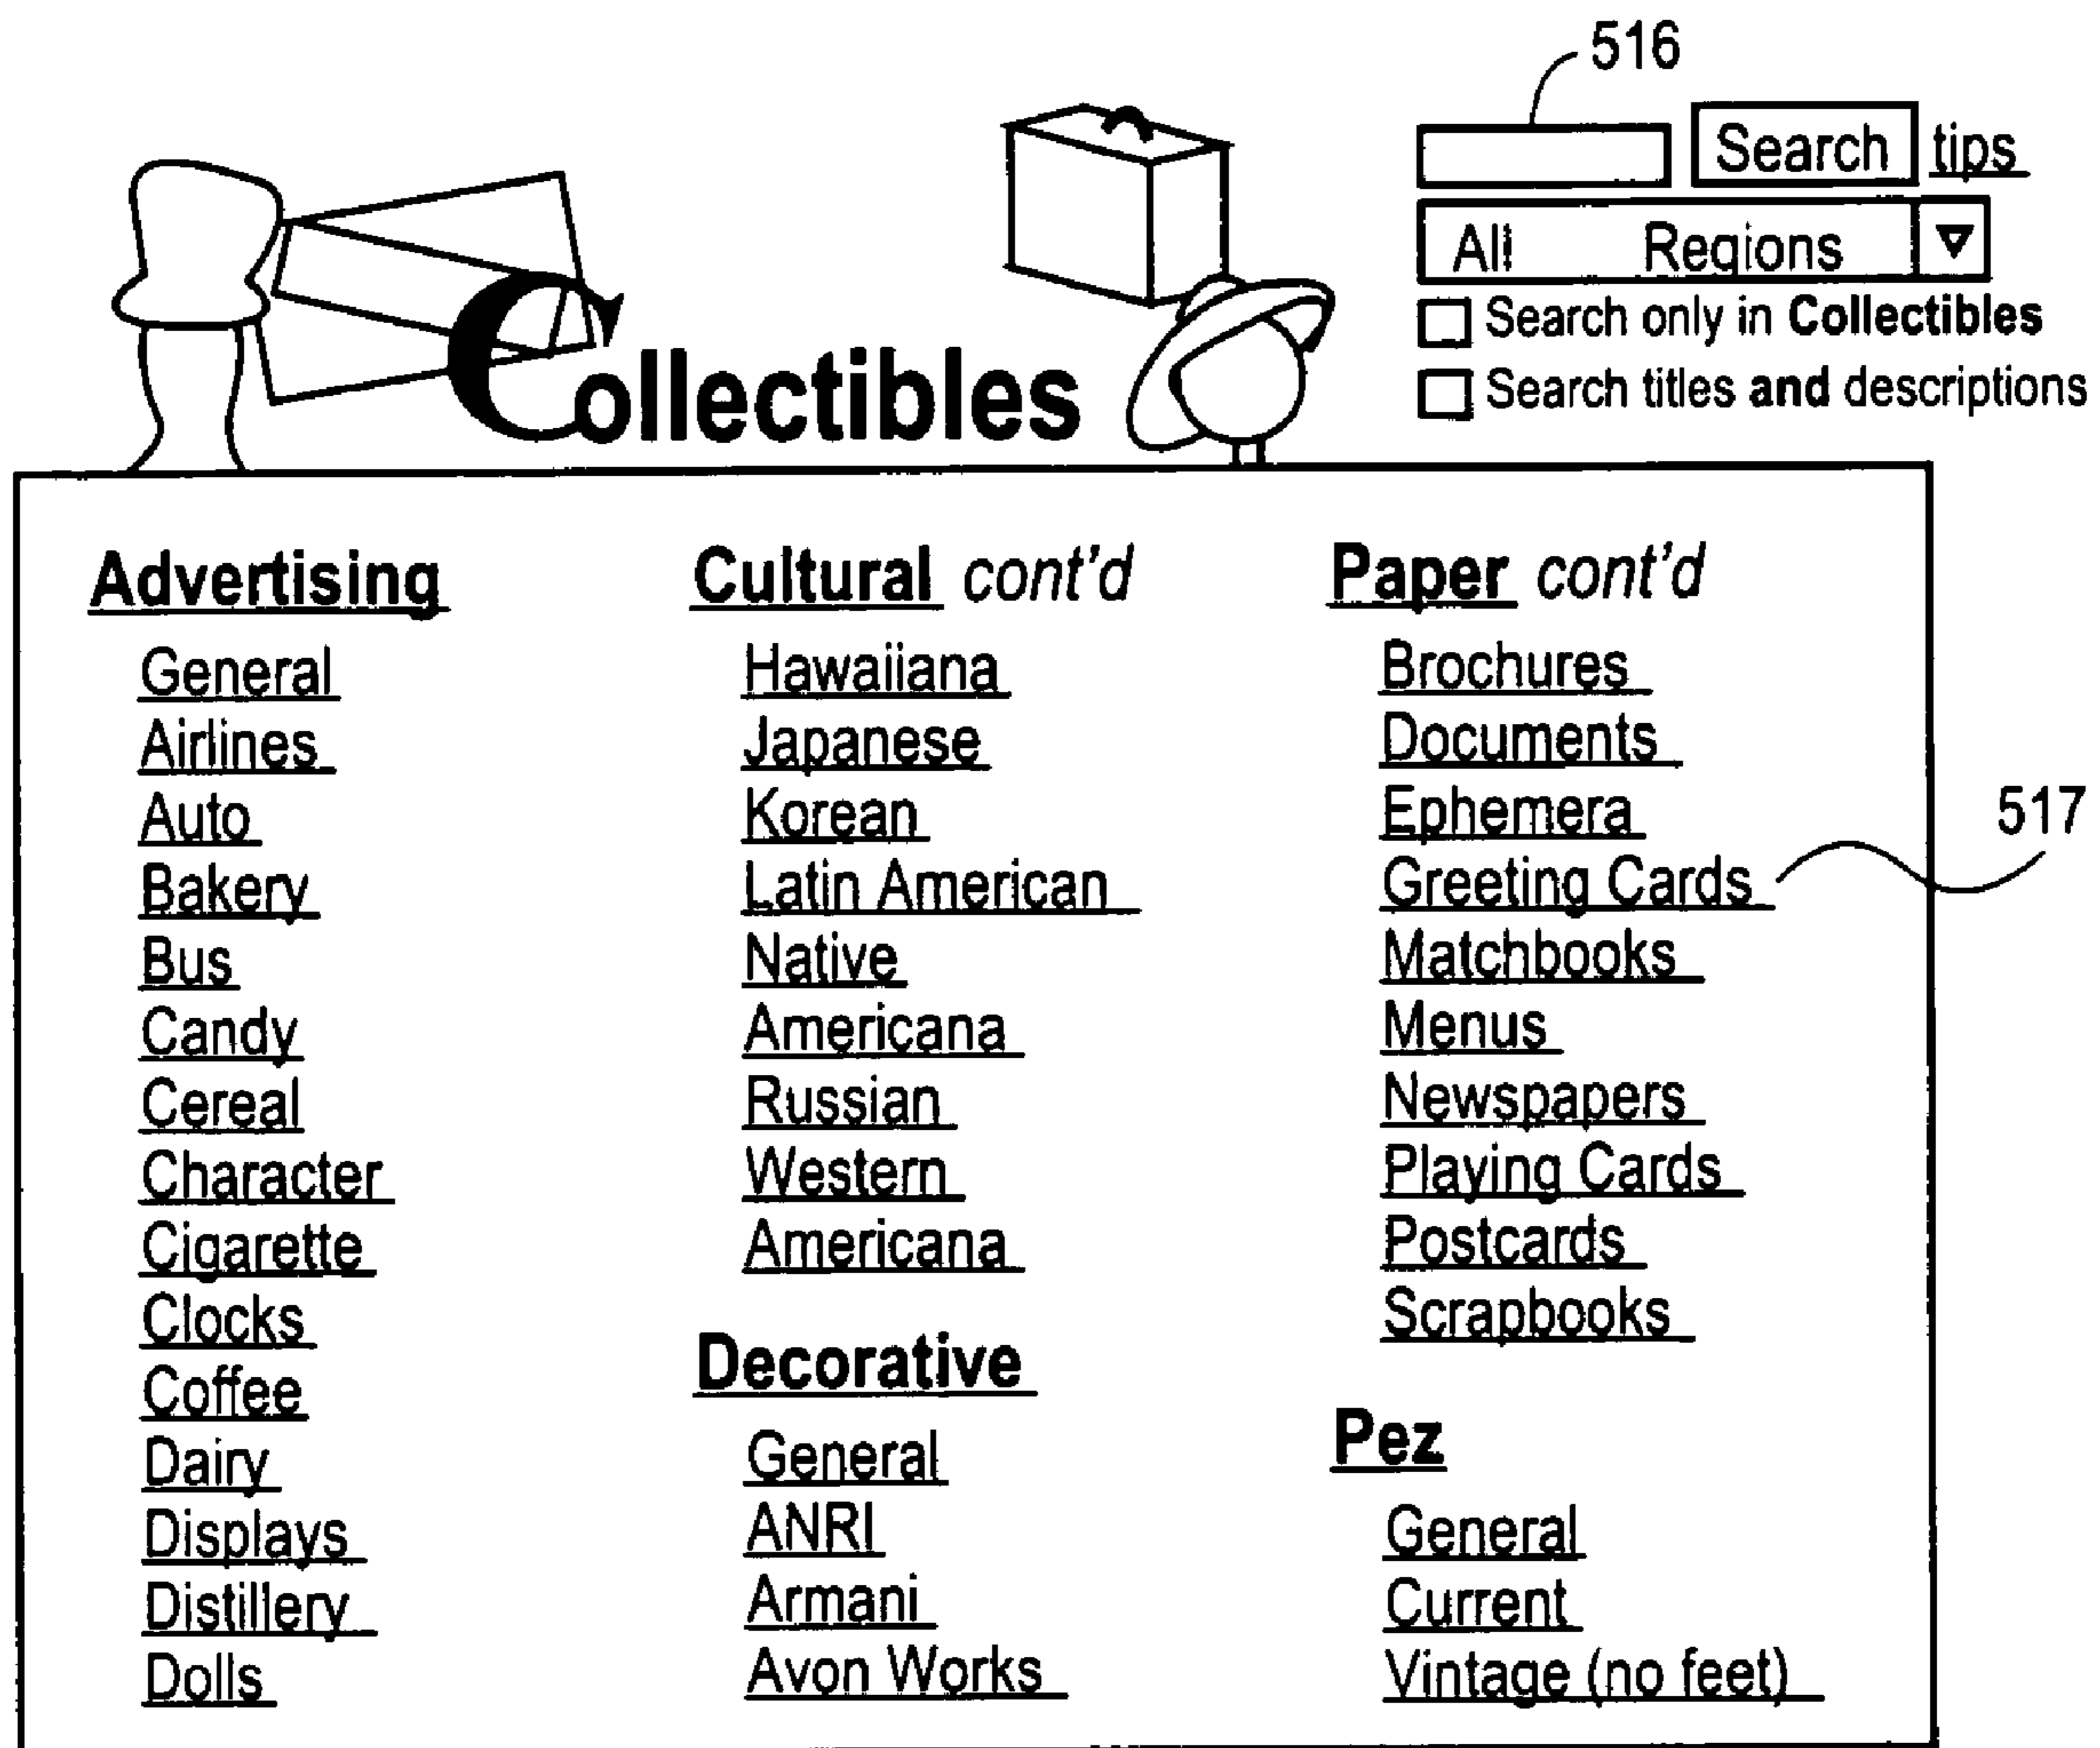 516
Search tips
All Regions
Search only in Collectibles
Search titles and descriptions
Collectibles
Advertising
General
Airlines
Auto
Bakery
Bus
Candy
Cereal
Character
Cigarette
Clocks
Coffee
Dairy
Displays
Distillery
Dolls
Cultural cont'd
Hawaiiana
Japanese
Korean
Latin American
Native
Americana
Russian
Western
Americana
Decorative
General
ANRI
Armani
Avon Works
Paper cont'd
Brochures
Documents
Ephemera
Greeting Cards
Matchbooks
Menus
Newspapers
Playing Cards
Postcards
Scrapbooks
Pez
General
Current
Vintage (no feet)
517